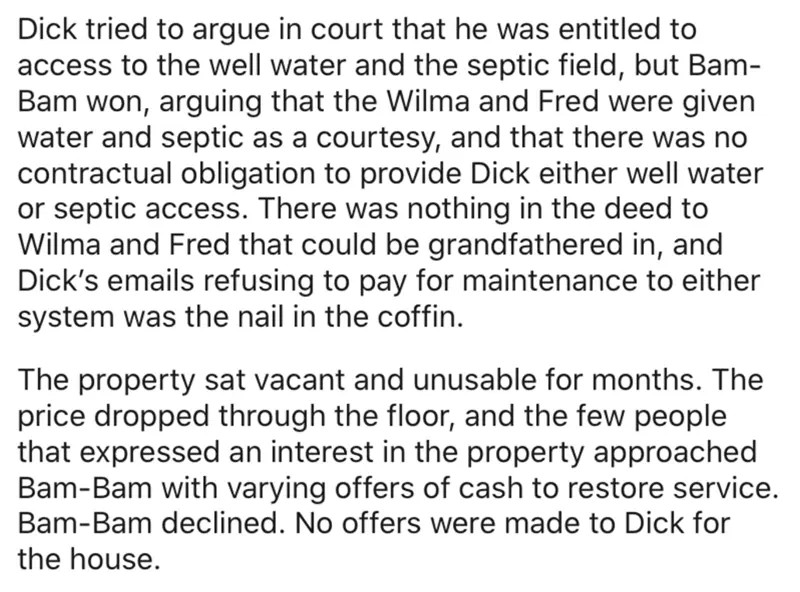 Dick tried to argue in court that he was entitled to
access to the well water and the septic field, but Bam-
Bam won, arguing that the Wilma and Fred were given
water and septic as a courtesy, and that there was no
contractual obligation to provide Dick either well water
or septic access. There was nothing in the deed to
Wilma and Fred that could be grandfathered in, and
Dick’s emails refusing to pay for maintenance to either
system was the nail in the coffin.
The property sat vacant and unusable for months. The
price dropped through the floor, and the few people
that expressed an interest in the property approached
Bam-Bam with varying offers of cash to restore service.
Bam-Bam declined. No offers were made to Dick for
the house.